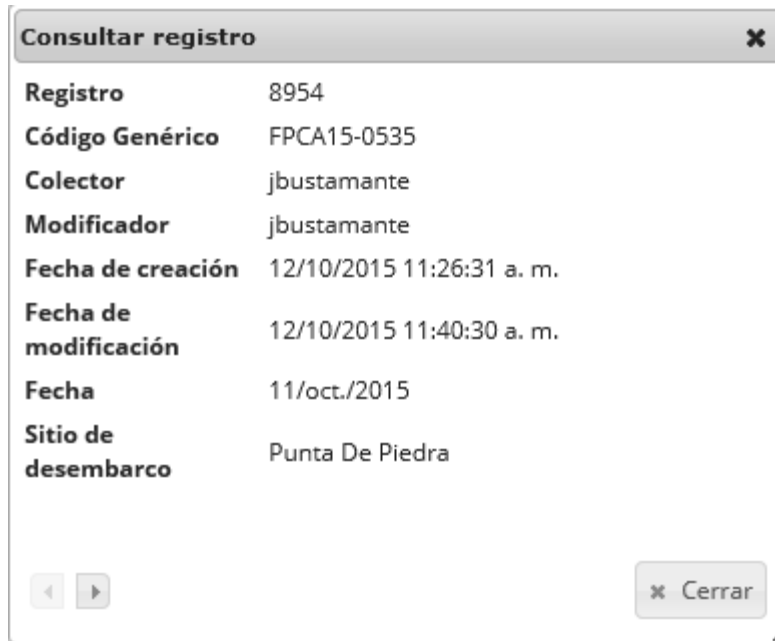 Consultar registro
Registro 8954
Código Genérico FPCA15-0535
Colector jbustamante
Modificador jbustamante
Fecha de creación 12/10/2015 11:26:31 a. m.
Fecha de
modificación 12/10/2015 11:40:30 a. m.
Fecha 11/oct./2015
Sitio de
desembarco Punta De Piedra
Cerrar